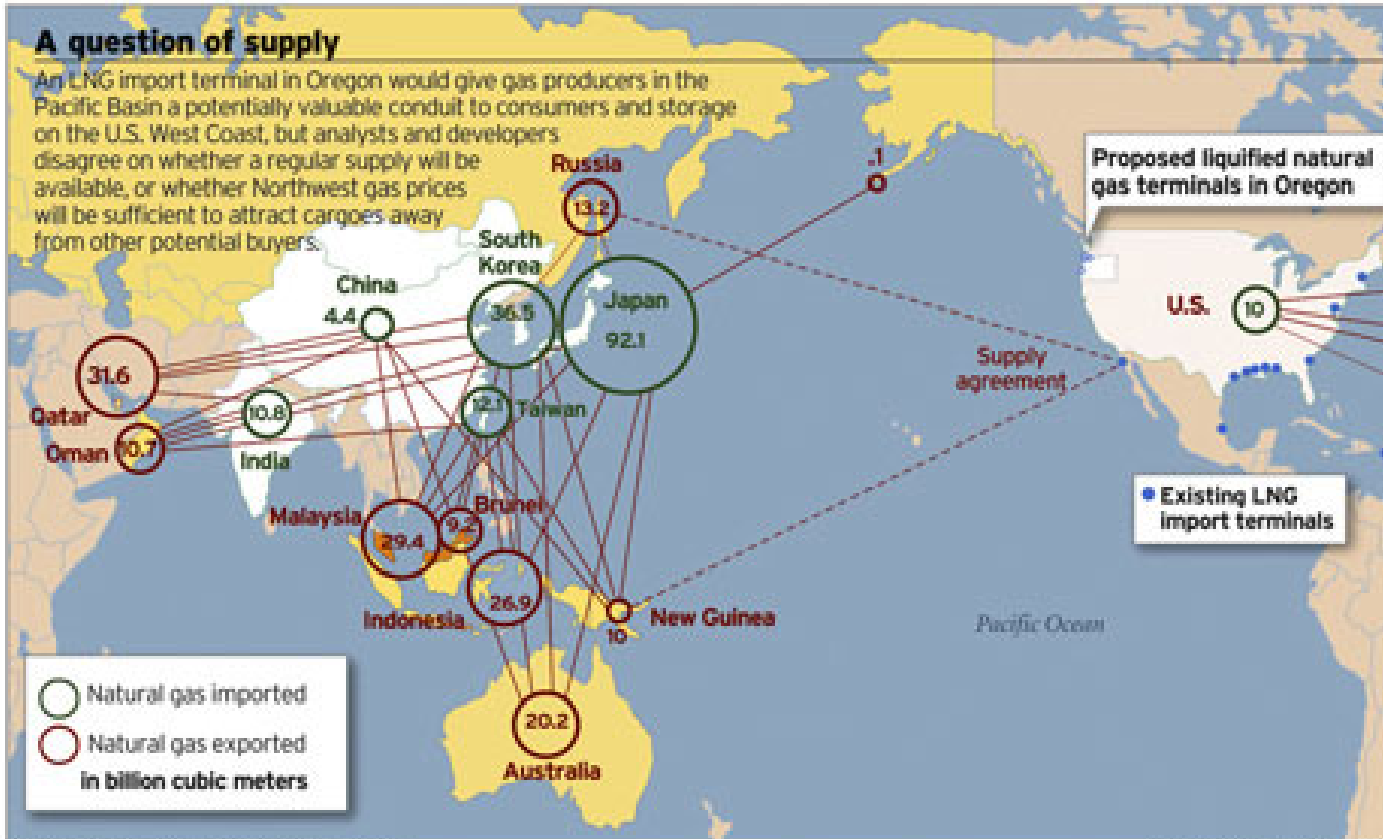 A question of supply
An LNG import terminal in Oregon would give gas producers in the
Pacific Basin a potentially valuable conduit to consumers and storage
on the U.S. West Coast, but analysts and developers
disagree on whether a regular supply will be
available, or whether Northwest gas prices
will be sufficient to attract cargoes away
from other potential buyers.
Russia
13.2
.1
Proposed liquified natural
gas terminals in Oregon
South
Korea
36.5
China
4.4
Japan
92.1
U.S.
10
Supply
agreement
31.6
Qatar
10.8
India
12.1
Taiwan
Oman
10.7
Malaysia
29.4
Brunei
9.2
Existing LNG
import terminals
Indonesia
26.9
New Guinea
10
Pacific Ocean
Natural gas imported
Natural gas exported
in billion cubic meters
20.2
Australia